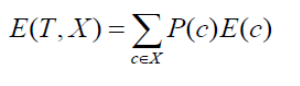 E(T, X) = ∑ P(c)E(c)
c∈X